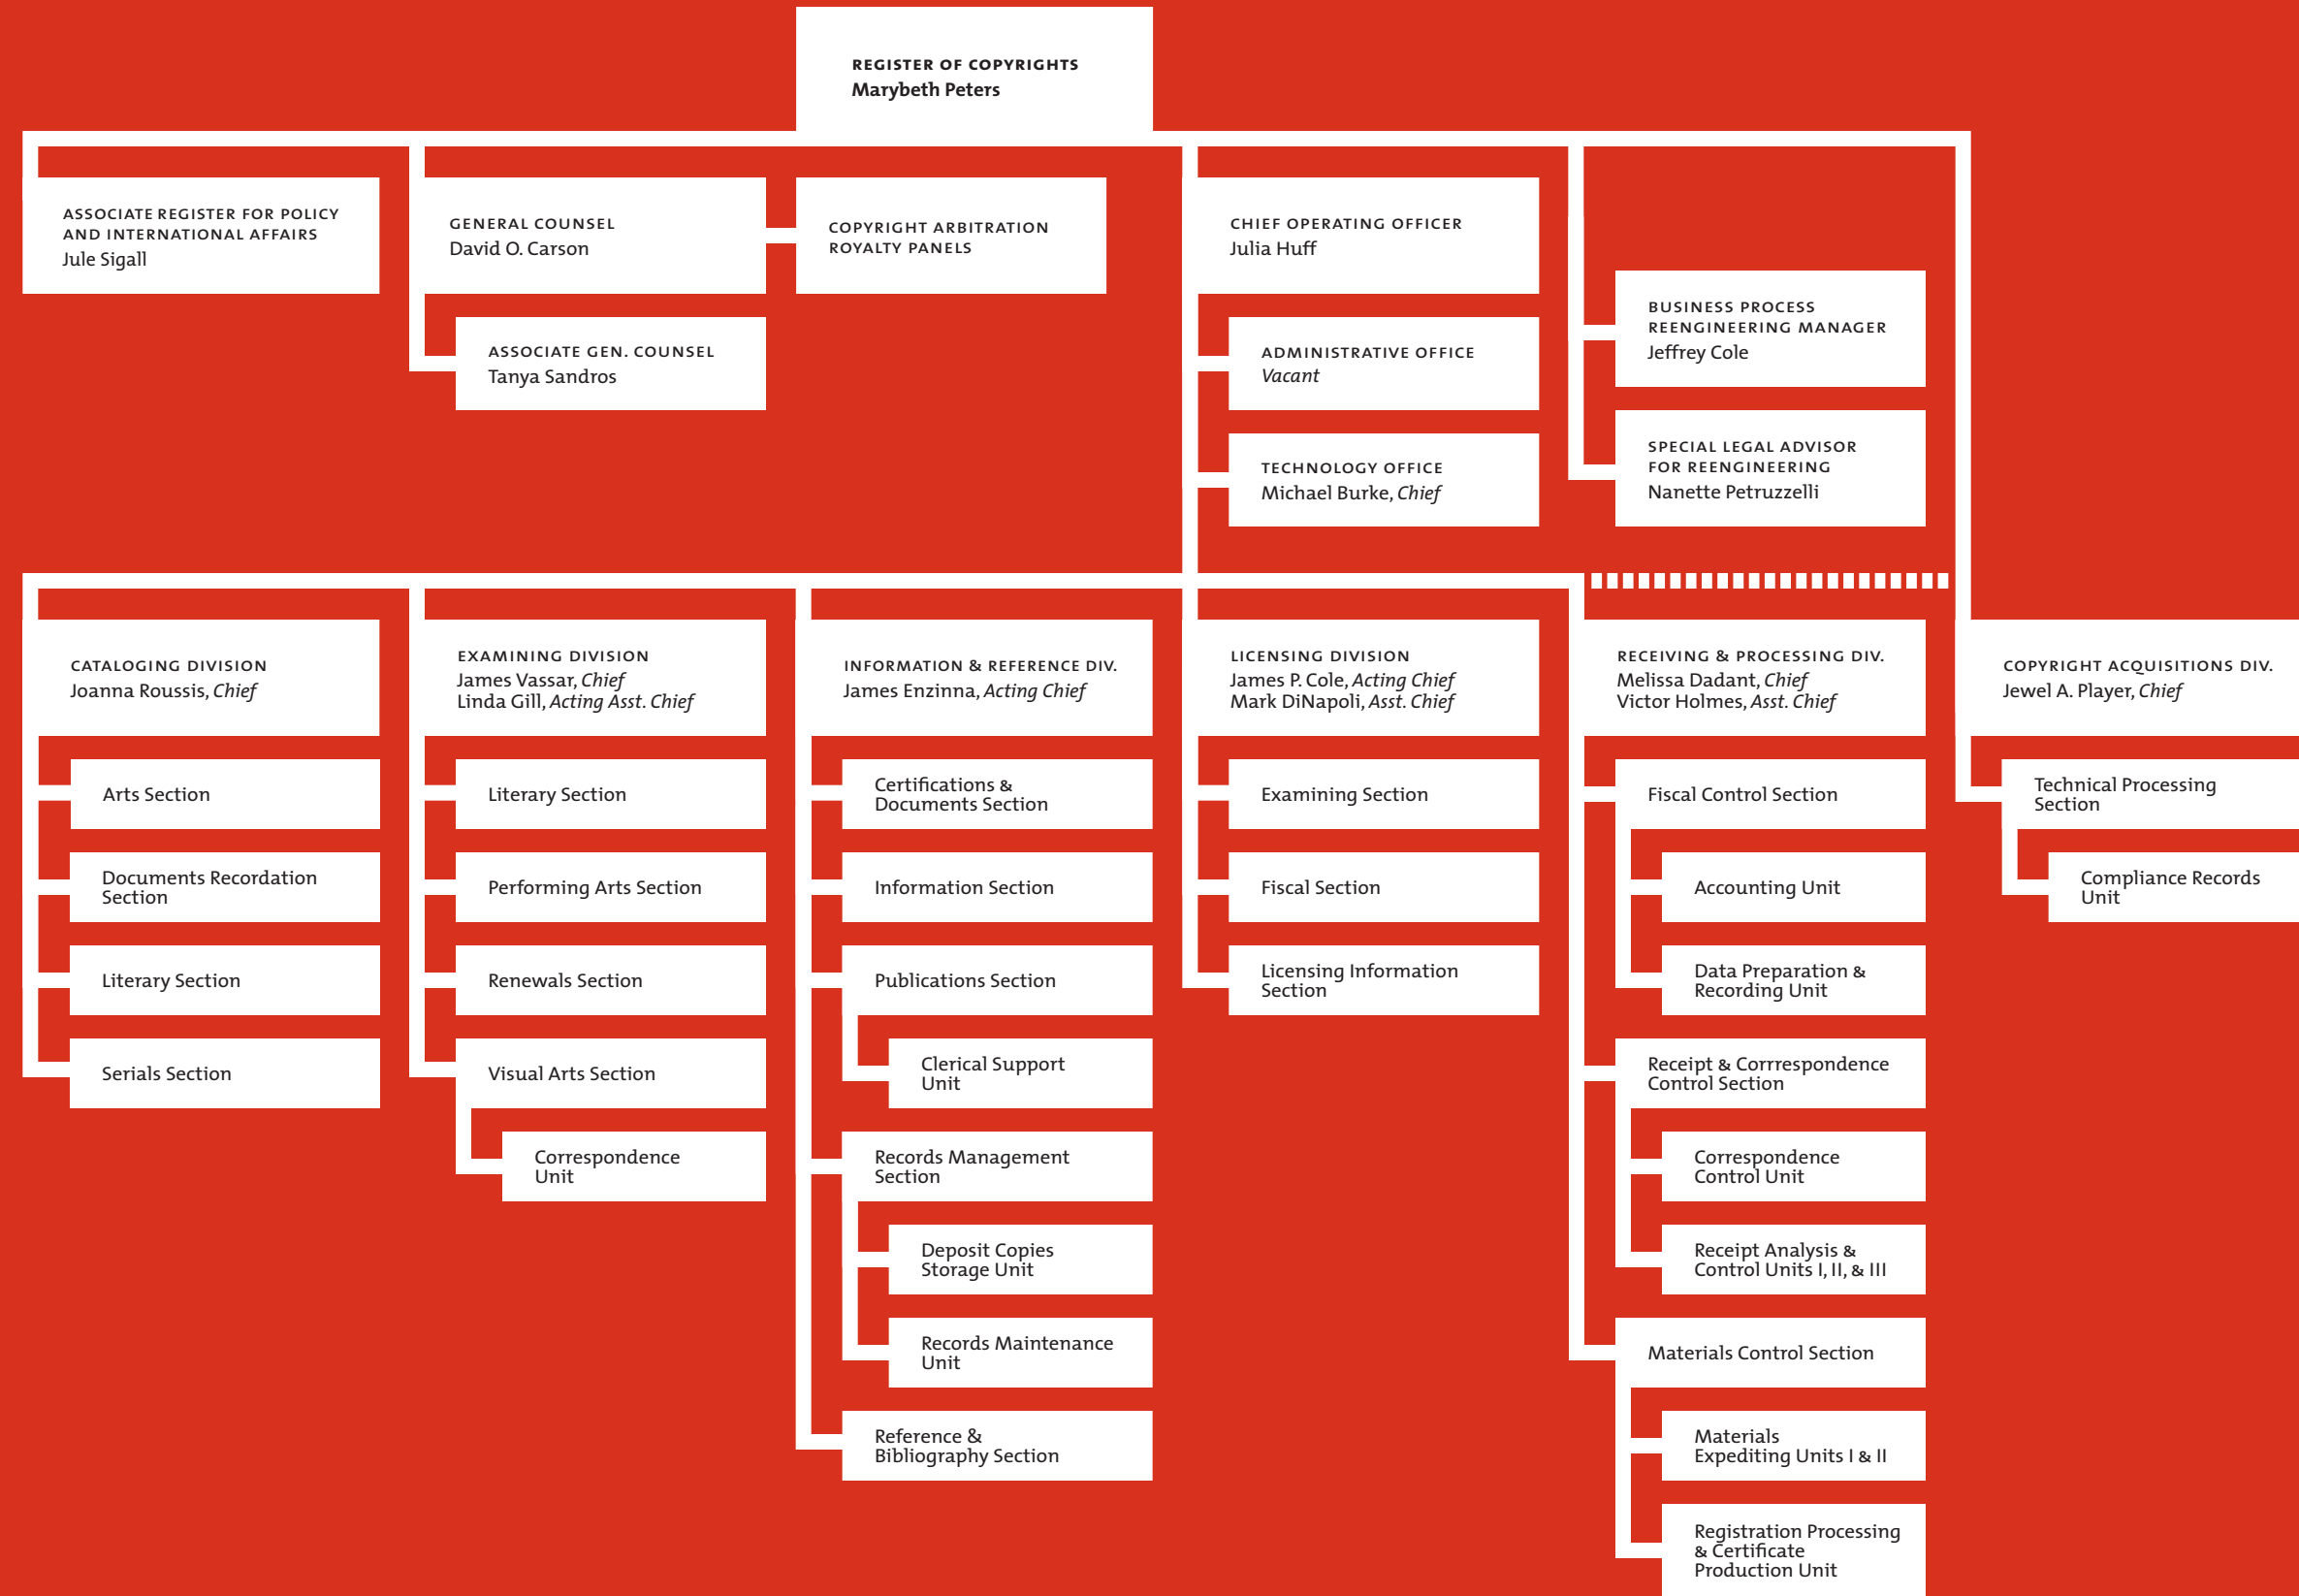 REGISTER OF COPYRIGHTS
Marybeth Peters
ASSOCIATE REGISTER FOR POLICY
AND INTERNATIONAL AFFAIRS
Jule Sigall
GENERAL COUNSEL
David O. Carson
COPYRIGHT ARBITRATION
ROYALTY PANELS
CHIEF OPERATING OFFICER
Julia Huff
ASSOCIATE GEN. COUNSEL
Tanya Sandros
ADMINISTRATIVE OFFICE
Vacant
TECHNOLOGY OFFICE
Michael Burke, Chief
BUSINESS PROCESS
REENGINEERING MANAGER
Jeffrey Cole
SPECIAL LEGAL ADVISOR
FOR REENGINEERING
Nanette Petruzzelli
CATALOGING DIVISION
Joanna Roussis, Chief
Arts Section
Documents Recordation
Section
Literary Section
Serials Section
EXAMINING DIVISION
James Vassar, Chief
Linda Gill, Acting Asst. Chief
Literary Section
Performing Arts Section
Renewals Section
Visual Arts Section
Correspondence
Unit
INFORMATION & REFERENCE DIV.
James Enzinna, Acting Chief
Certifications &
Documents Section
Information Section
Publications Section
Clerical Support
Unit
Records Management
Section
Deposit Copies
Storage Unit
Records Maintenance
Unit
Reference &
Bibliography Section
LICENSING DIVISION
James P. Cole, Acting Chief
Mark DiNapoli, Asst. Chief
Examining Section
Fiscal Section
Licensing Information
Section
RECEIVING & PROCESSING DIV.
Melissa Dadant, Chief
Victor Holmes, Asst. Chief
Fiscal Control Section
Accounting Unit
Data Preparation &
Recording Unit
Receipt & Corrrespondence
Control Section
Correspondence
Control Unit
Receipt Analysis &
Control Units I, II, & III
Materials Control Section
Materials
Expediting Units I & II
Registration Processing
& Certificate
Production Unit
COPYRIGHT ACQUISITIONS DIV.
Jewel A. Player, Chief
Technical Processing
Section
Compliance Records
Unit